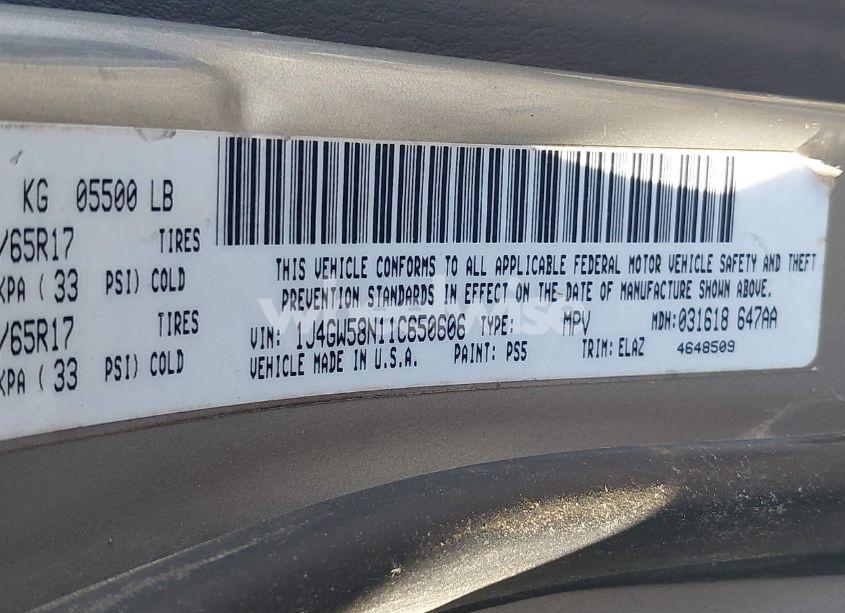 KG 05500 LB
/65R17 TIRES
KPA ( 33 PSI) COLD
/65R17 TIRES
KPA ( 33 PSI) COLD
THIS VEHICLE CONFORMS TO ALL APPLICABLE FEDERAL MOTOR VEHICLE SAFETY AND THEFT
PREVENTION STANDARDS IN EFFECT ON THE DATE OF MANUFACTURE SHOWN ABOVE.
VIN: 1J4GW58N11C650606 TYPE: MPV MDH: 031618 647AA
VEHICLE MADE IN U.S.A. PAINT: PS5 TRIM: ELAZ 4648509